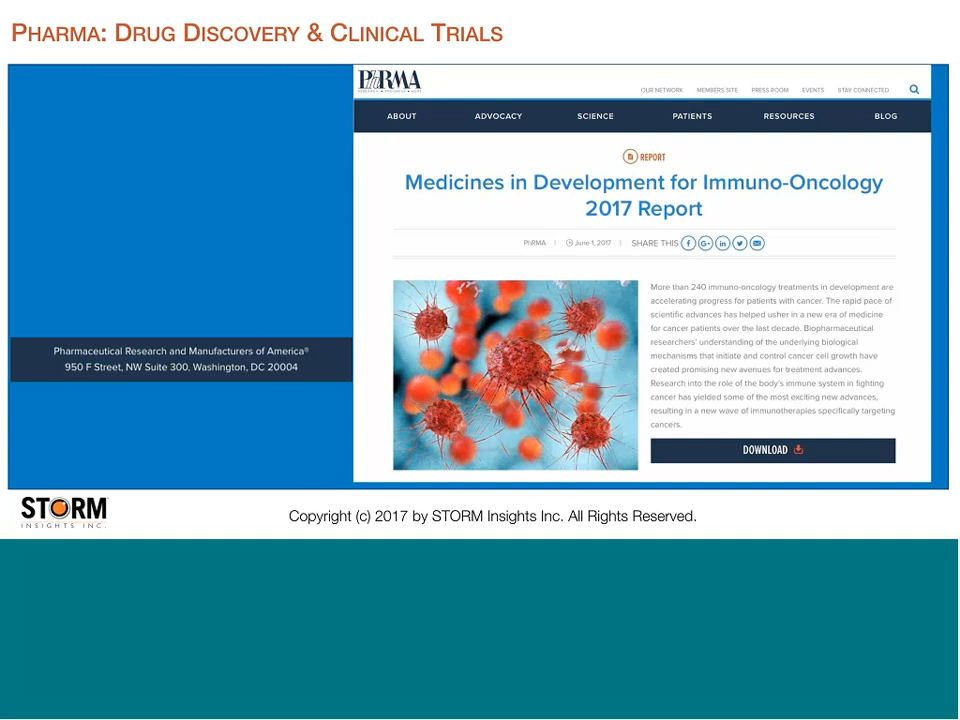 PHARMA: DRUG DISCOVERY & CLINICAL TRIALS
PhRMA
RESEARCH • PROGRESS • HOPE
OUR NETWORK MEMBERS SITE PRESS ROOM EVENTS STAY CONNECTED
ABOUT ADVOCACY SCIENCE PATIENTS RESOURCES BLOG
REPORT
Medicines in Development for Immuno-Oncology
2017 Report
PhRMA | June 1, 2017 | SHARE THIS
More than 240 immuno-oncology treatments in development are
accelerating progress for patients with cancer. The rapid pace of
scientific advances has helped usher in a new era of medicine
for cancer patients over the last decade. Biopharmaceutical
researchers' understanding of the underlying biological
mechanisms that initiate and control cancer cell growth have
created promising new avenues for treatment advances.
Research into the role of the body's immune system in fighting
cancer has yielded some of the most exciting new advances,
resulting in a new wave of immunotherapies specifically targeting
cancers.
DOWNLOAD
Pharmaceutical Research and Manufacturers of America®
950 F Street, NW Suite 300, Washington, DC 20004
STORM
INSIGHTS INC.
Copyright (c) 2017 by STORM Insights Inc. All Rights Reserved.